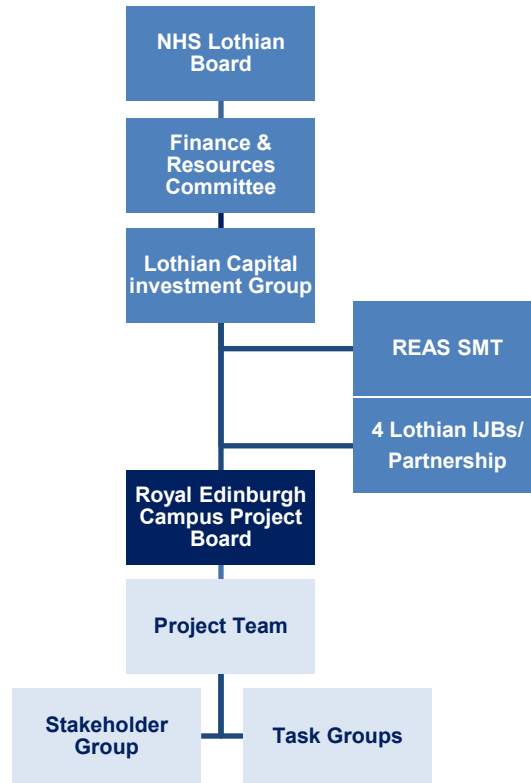 NHS Lothian
Board
Finance &
Resources
Committee
Lothian Capital
investment Group
REAS SMT
4 Lothian IJBs/
Partnership
Royal Edinburgh
Campus Project
Board
Project Team
Stakeholder
Group
Task Groups